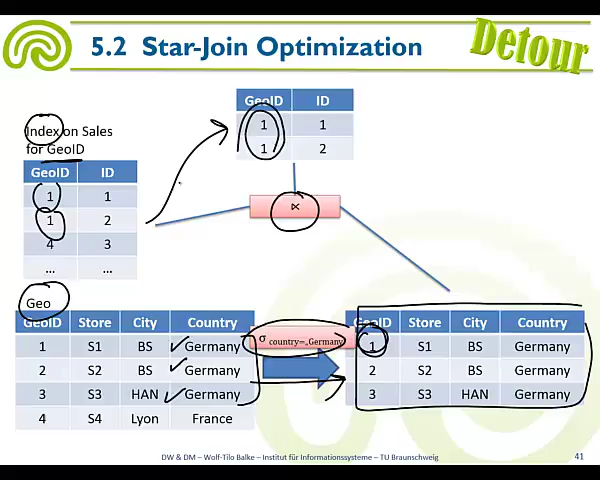 5.2 Star-Join Optimization
Detour
GeoID ID
1 1
1 2
Index on Sales
for GeoID
GeoID ID
1 1
1 2
4 3
... ...
⋉
Geo
GeoID Store City Country
1 S1 BS Germany
2 S2 BS Germany
3 S3 HAN Germany
4 S4 Lyon France
σ country=„Germany
GeoID Store City Country
1 S1 BS Germany
2 S2 BS Germany
3 S3 HAN Germany
DW & DM – Wolf-Tilo Balke – Institut für Informationssysteme – TU Braunschweig
41